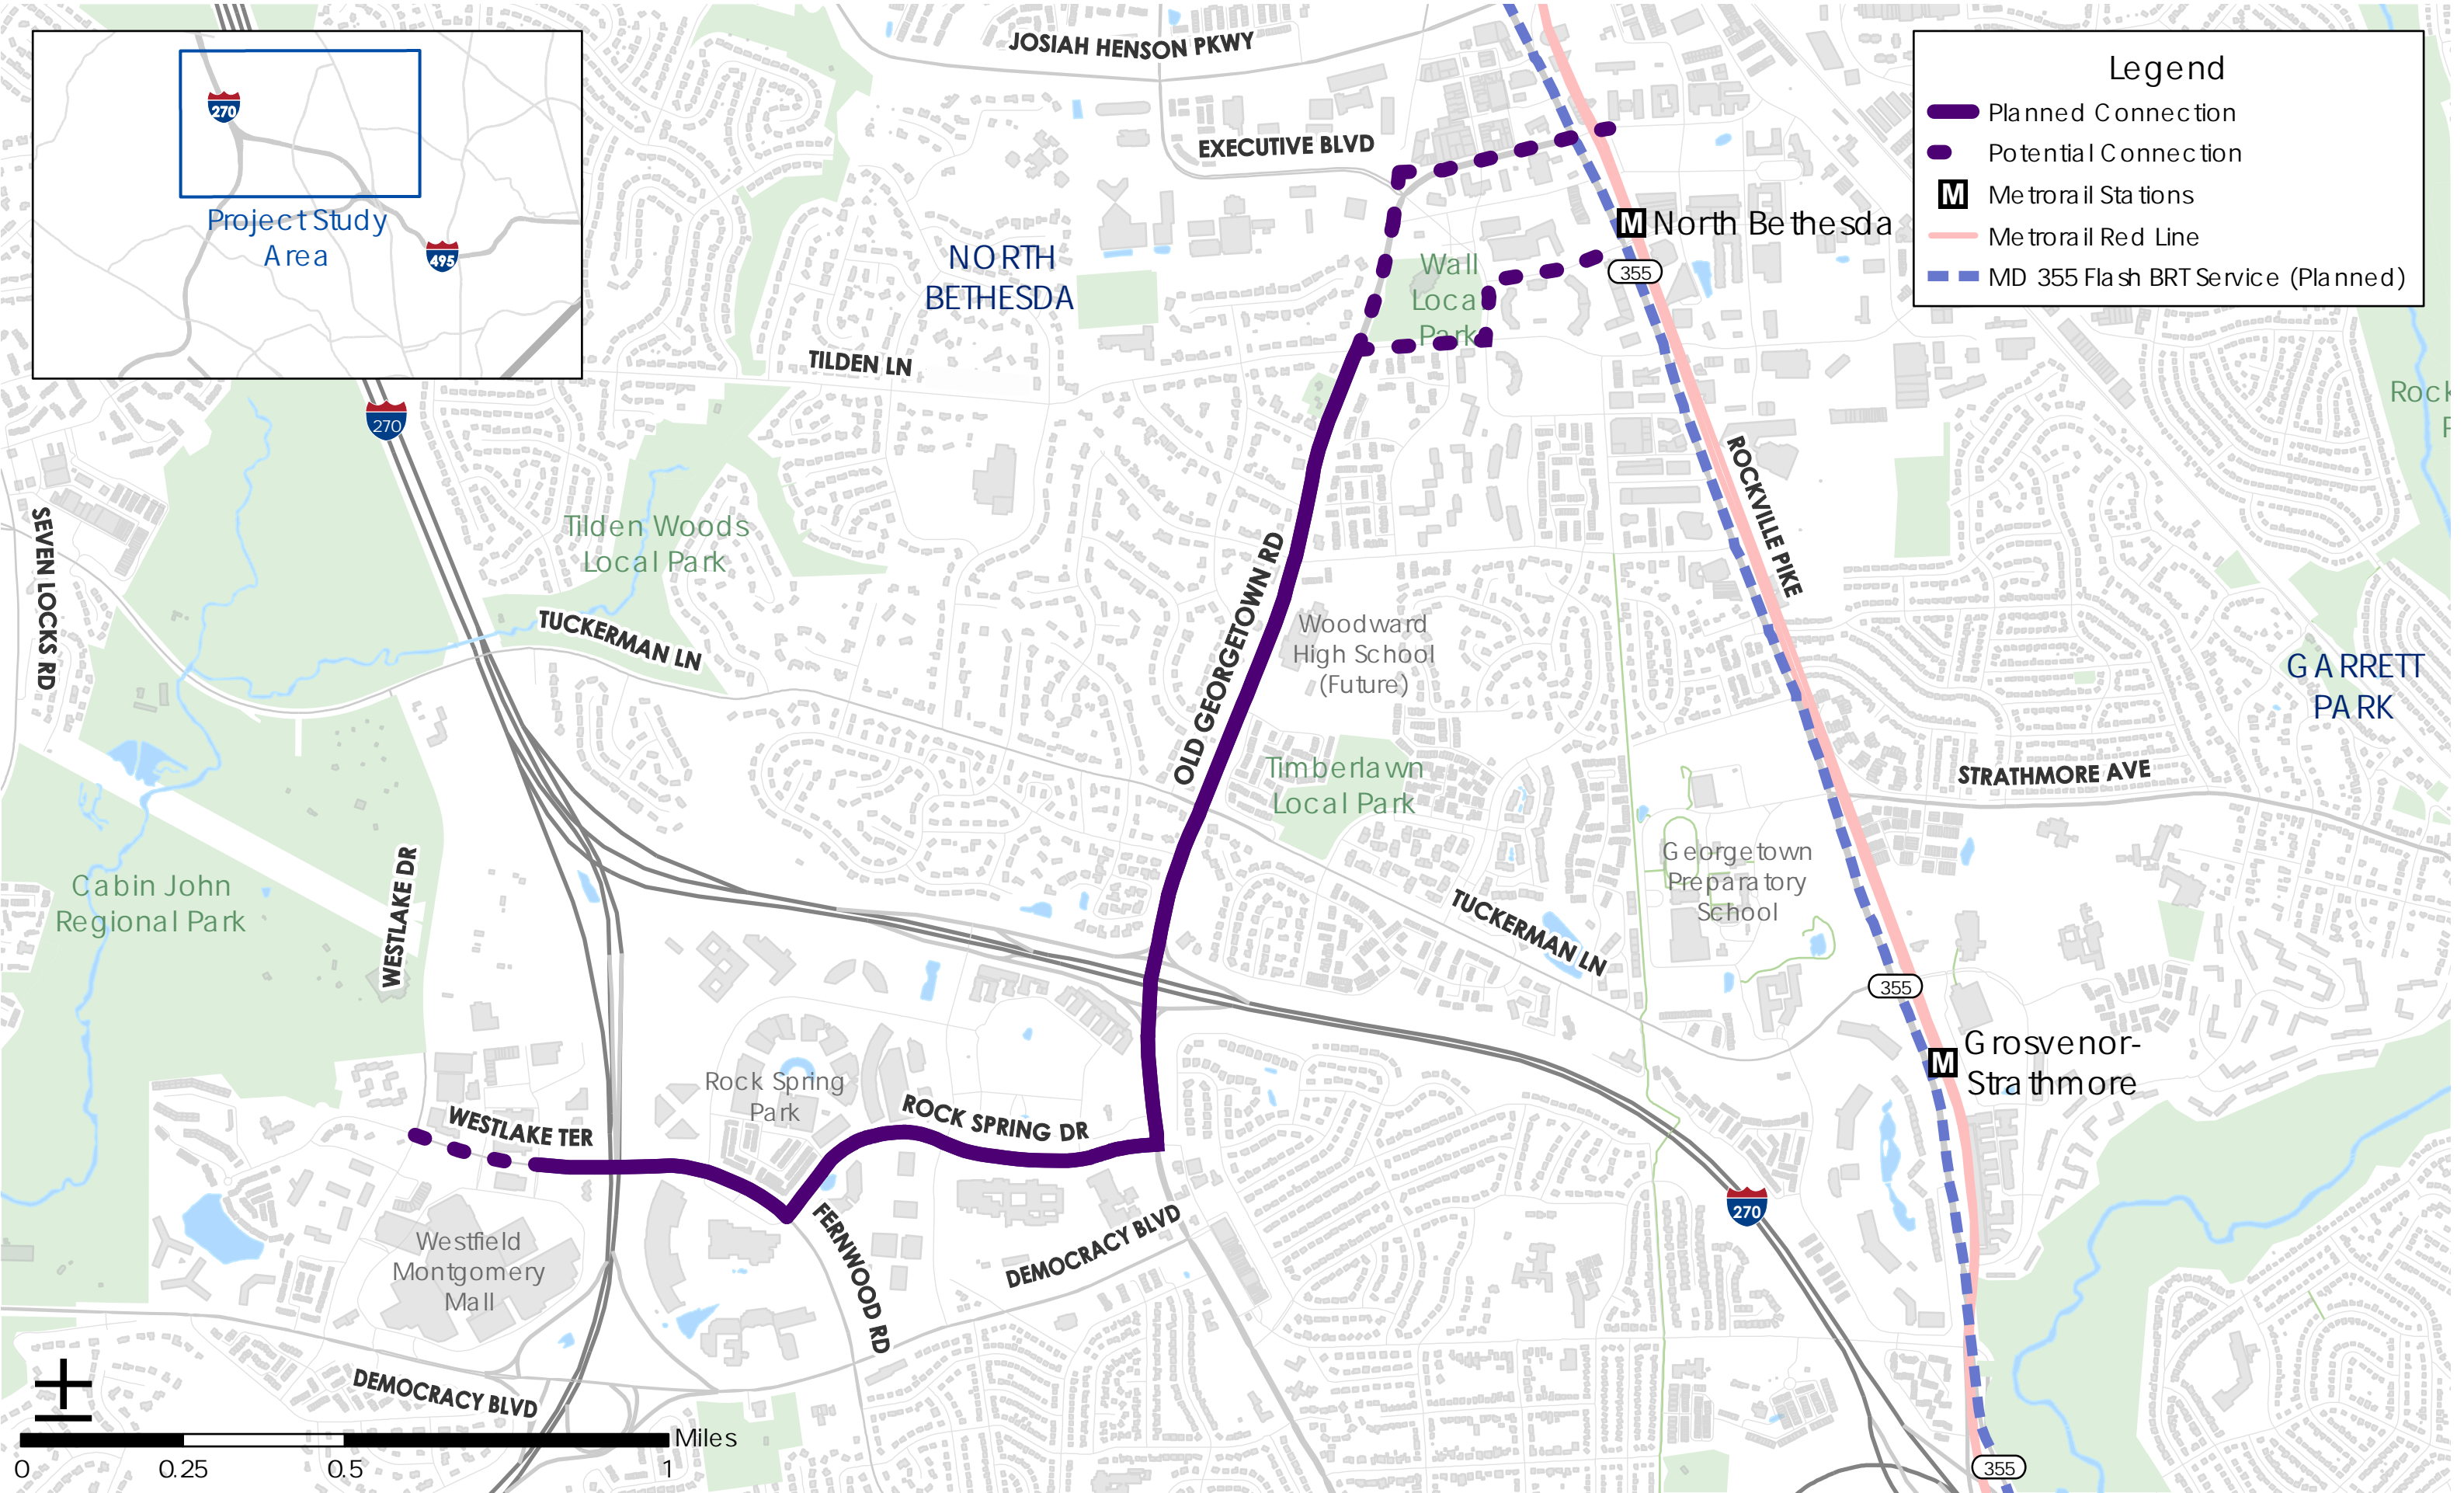 JOSIAH HENSON PKWY
EXECUTIVE BLVD
270
Project Study
Area
495
Legend
Planned Connection
Potential Connection
M
Metrorail Stations
Metrorail Red Line
MD 355 Flash BRT Service (Planned)
M
North Bethesda
355
NORTH
BETHESDA
Wall
Loca
Park
TILDEN LN
270
Rock
ROCKVILLE PIKE
SEVEN LOCKS RD
Tilden Woods
Local Park
TUCKERMAN LN
OLD GEORGETOWN RD
Woodward
High School
(Future)
GARRETT
PARK
Timberlawn
Local Park
STRATHMORE AVE
Cabin John
Regional Park
WESTLAKE DR
Georgetown
Preparatory
School
TUCKERMAN LN
355
M
Grosvenor-
Strathmore
Rock Spring
Park
ROCK SPRING DR
WESTLAKE TER
FERNWOOD RD
DEMOCRACY BLVD
270
Westfield
Montgomery
Mall
DEMOCRACY BLVD
Miles
0
0.25
0.5
1
355